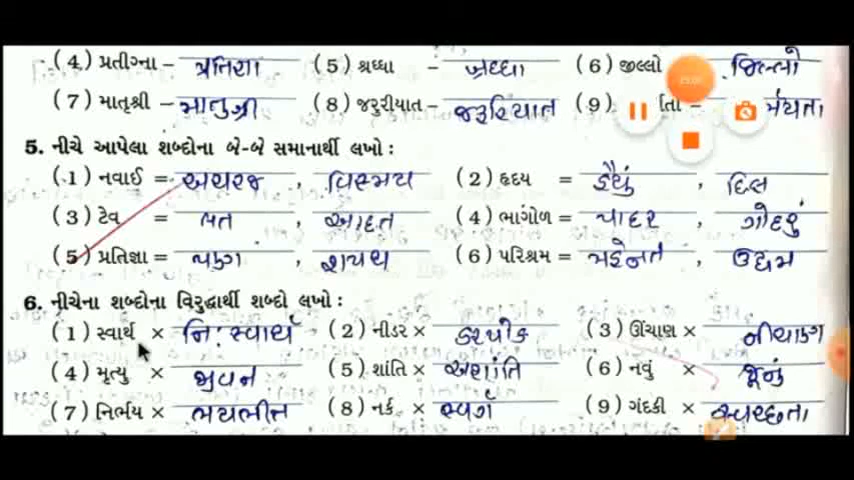 (4) પ્રતીગ્ના - પ્રતિજ્ઞા (5) શ્રધ્ધા - શ્રદ્ધા (6) જીલ્લો - જિલ્લો
(7) માતૃશ્રી - માતુશ્રી (8) જરુરીયાત - જરૂરિયાત (9)
5. નીચે આપેલા શબ્દોના બે-બે સમાનાર્થી લખો :
(1) નવાઈ = અચરજ , વિસ્મય (2) હૃદય = હૈયું , દિલ
(3) ટેવ = લત , આદત (4) ભાગોળ = પાદર , ગોંદરું
(5) પ્રતિજ્ઞા = પણ , શપથ (6) પરિશ્રમ = મહેનત , ઉદ્યમ
6. નીચેના શબ્દોના વિરુદ્ધાર્થી શબ્દો લખો :
(1) સ્વાર્થ × નિ:સ્વાર્થ (2) નીડર × ડરપોક (3) ઊંચાણ × નીચાણ
(4) મૃત્યુ × જીવન (5) શાંતિ × અશાંતિ (6) નવું × જૂનું
(7) નિર્ભય × ભયભીત (8) નર્ક × સ્વર્ગ (9) ગંદકી × સ્વચ્છતા